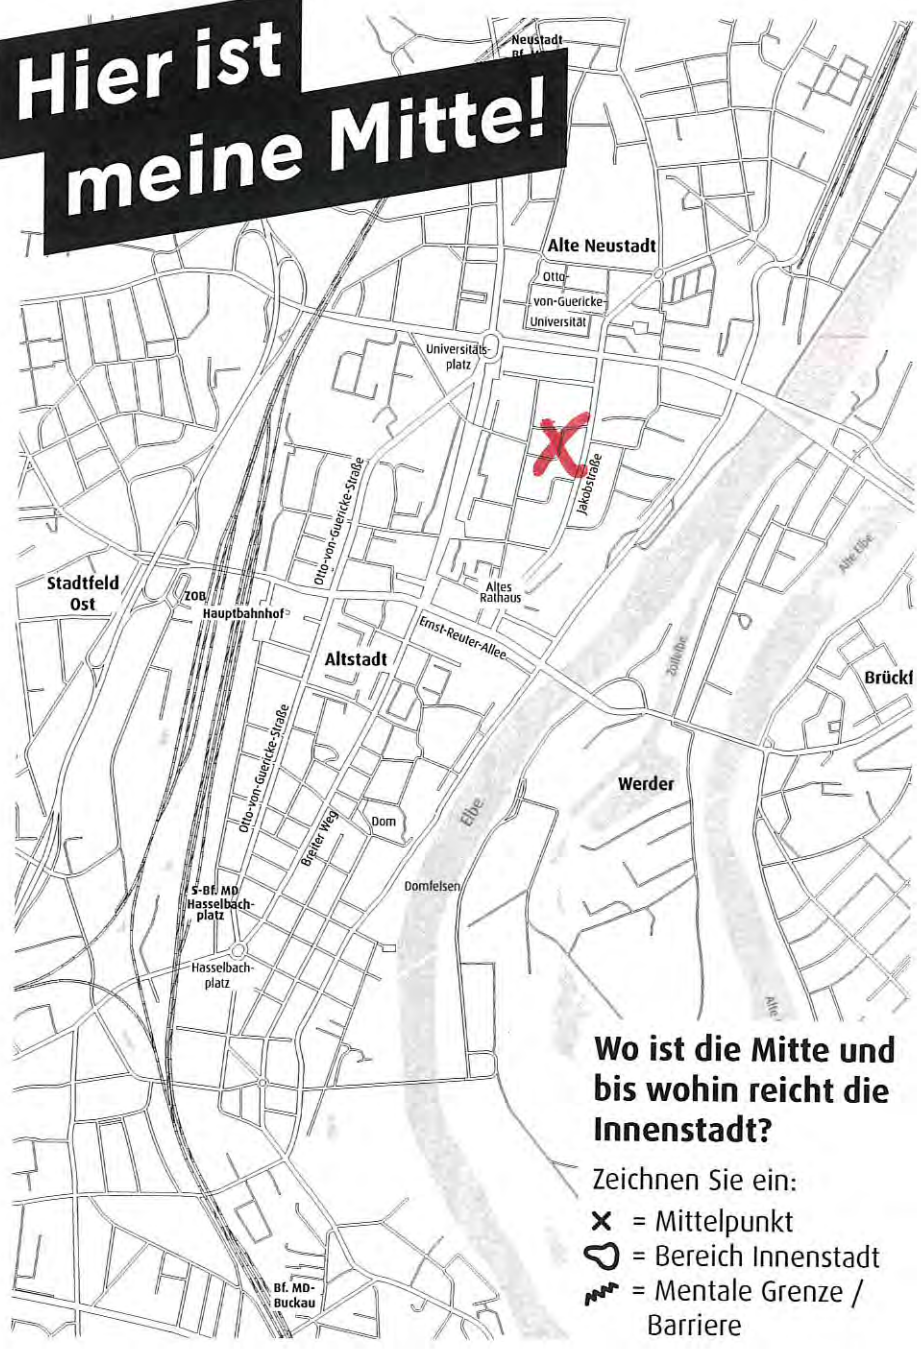 Hier ist
meine Mitte!
Neustadt
Alte Neustadt
Otto-
von-Guericke-
Universität
Universitäts-
platz
Otto-von-Guericke-Straße
Jakobstraße
Alte Elbe
Stadtfeld
Ost
ZOB
Hauptbahnhof
Altes
Rathaus
Ernst-Reuter-Allee
Altstadt
Zollelbe
Brückf
Otto-von-Guericke-Straße
Breiter Weg
Dom
Elbe
Werder
Domfelsen
S-Bf. MD
Hasselbach-
platz
Hasselbach-
platz
Alte
Wo ist die Mitte und
bis wohin reicht die
Innenstadt?
Zeichnen Sie ein:
= Mittelpunkt
= Bereich Innenstadt
= Mentale Grenze /
Barriere
Bf. MD-
Buckau